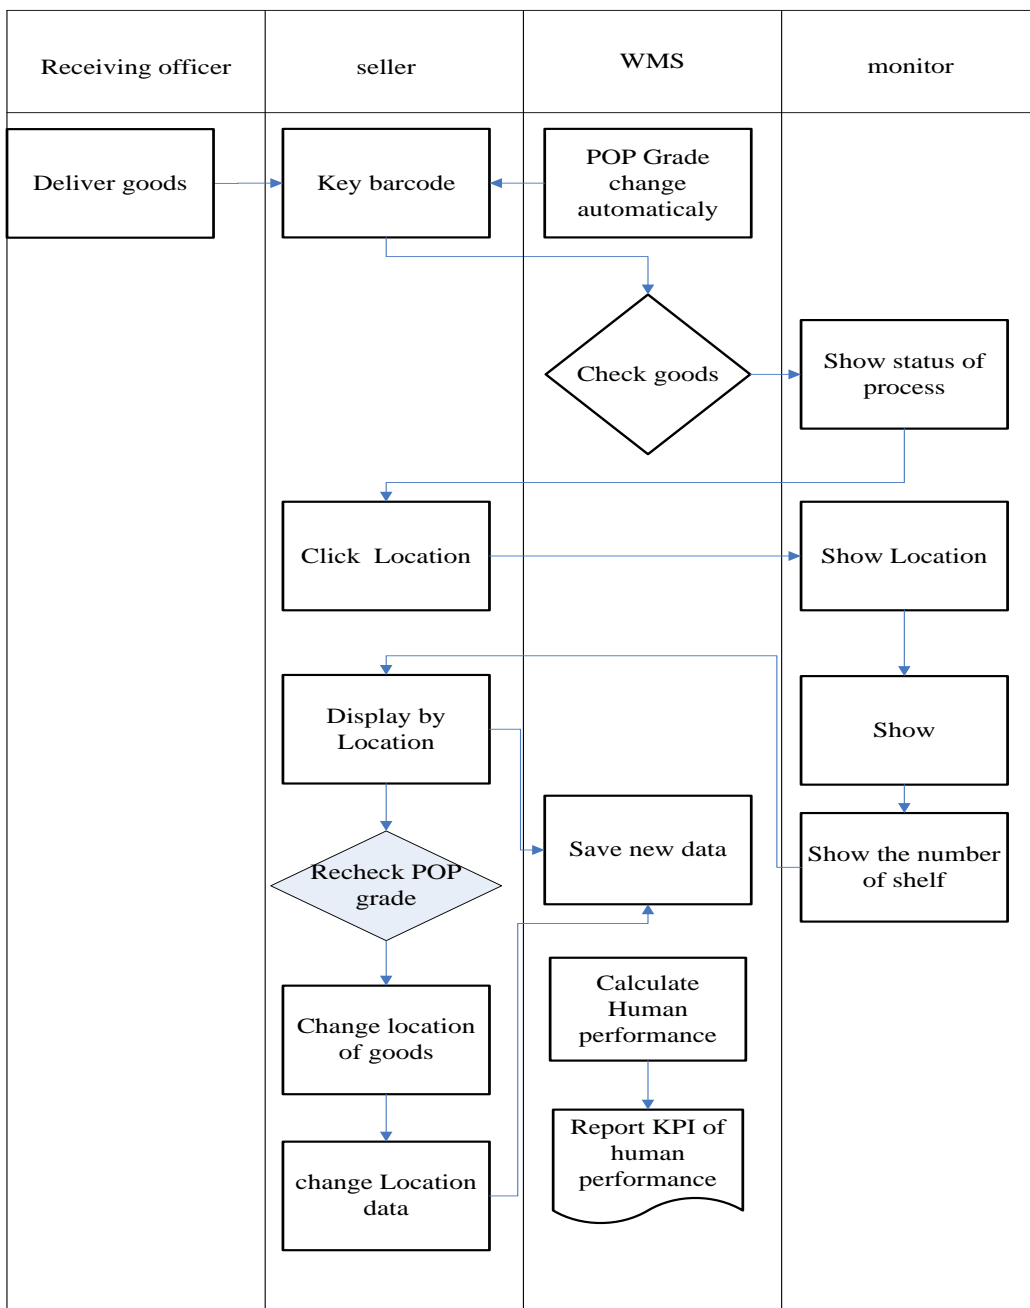 Receiving officer
seller
WMS
monitor
Deliver goods
Key barcode
POP Grade
change
automaticaly
Check goods
Show status of
process
Click Location
Show Location
Display by
Location
Show
Save new data
Show the number
of shelf
Recheck POP
grade
Change location
of goods
Calculate
Human
performance
change Location
data
Report KPI of
human
performance